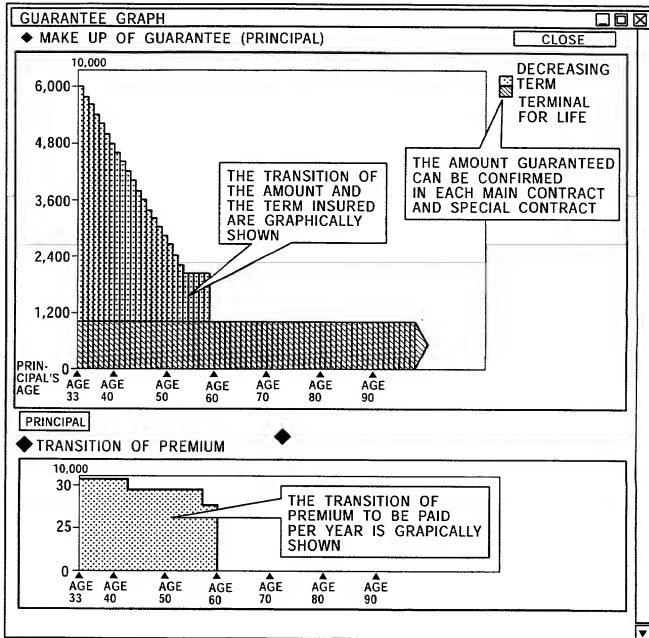 GUARANTEE GRAPH
◆ MAKE UP OF GUARANTEE (PRINCIPAL)
CLOSE
10,000
6,000
4,800
3,600
2,400
1,200
0
DECREASING
TERM
TERMINAL
FOR LIFE
THE TRANSITION OF
THE AMOUNT AND
THE TERM INSURED
ARE GRAPHICALLY
SHOWN
THE AMOUNT GUARANTEED
CAN BE CONFIRMED
IN EACH MAIN CONTRACT
AND SPECIAL CONTRACT
PRIN-
CIPAL'S
AGE
AGE AGE AGE AGE AGE AGE AGE
33 40 50 60 70 80 90
PRINCIPAL
◆ TRANSITION OF PREMIUM
10,000
30
25
0
THE TRANSITION OF
PREMIUM TO BE PAID
PER YEAR IS GRAPICALLY
SHOWN
AGE AGE AGE AGE AGE AGE AGE
33 40 50 60 70 80 90